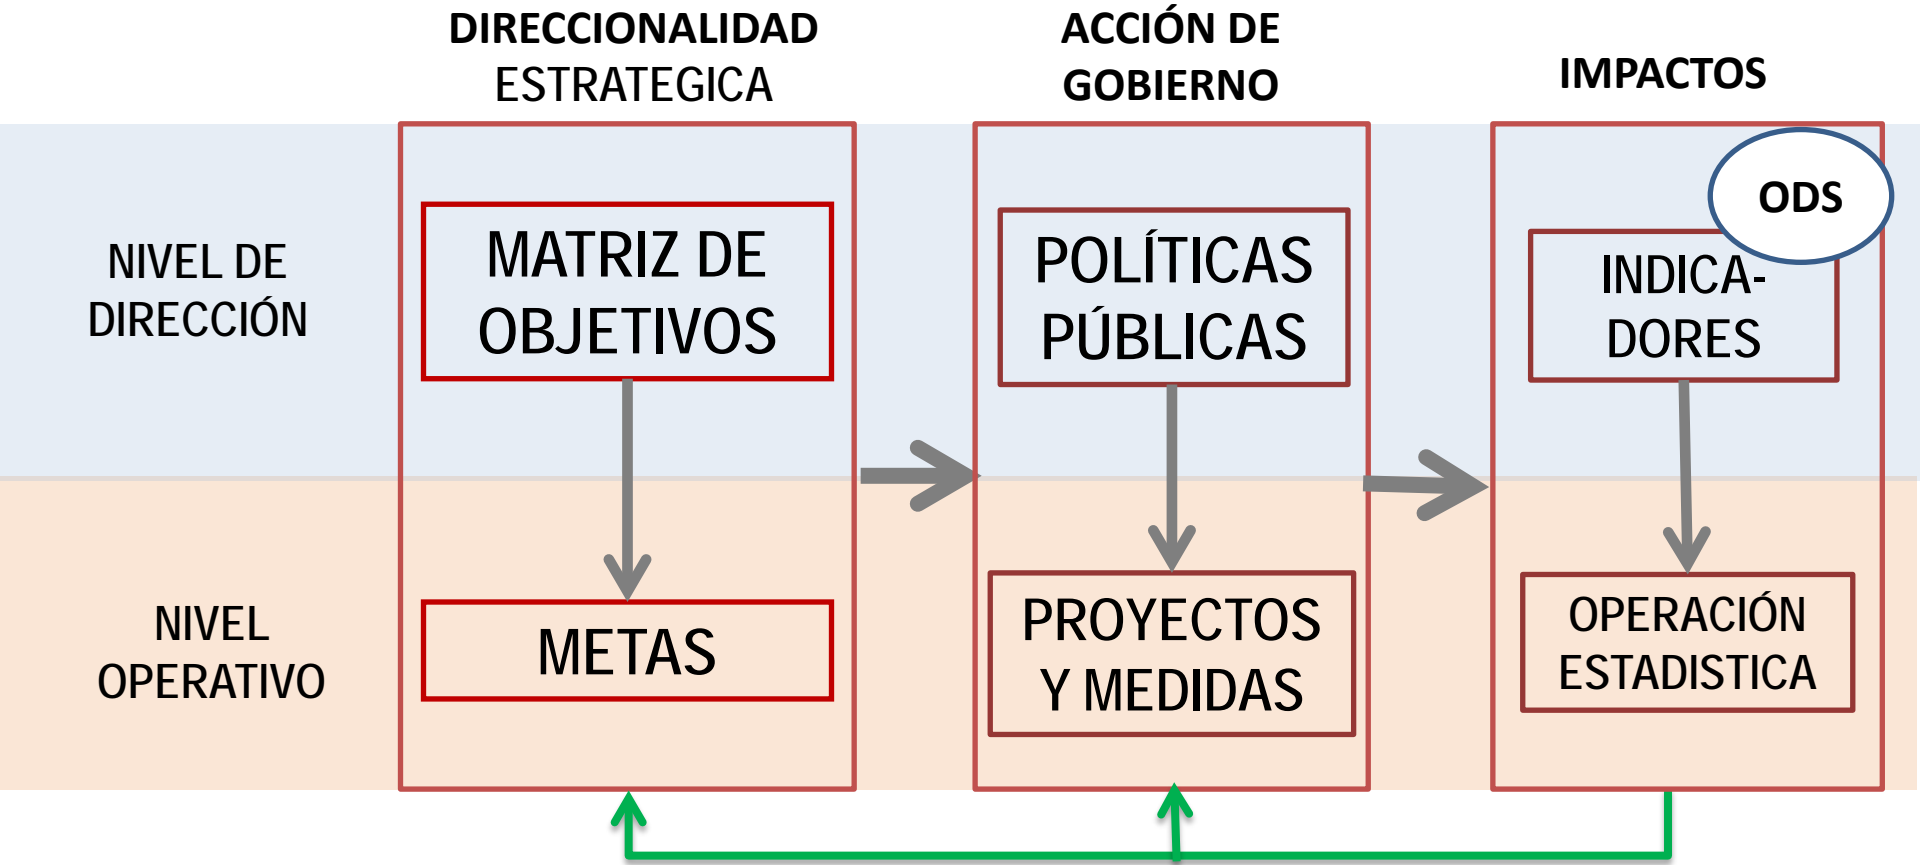 DIRECCIONALIDAD
ESTRATEGICA
ACCIÓN DE
GOBIERNO
IMPACTOS
NIVEL DE
DIRECCIÓN
MATRIZ DE
OBJETIVOS
POLÍTICAS
PÚBLICAS
ODS
INDICA-
DORES
NIVEL
OPERATIVO
METAS
PROYECTOS
Y MEDIDAS
OPERACIÓN
ESTADISTICA